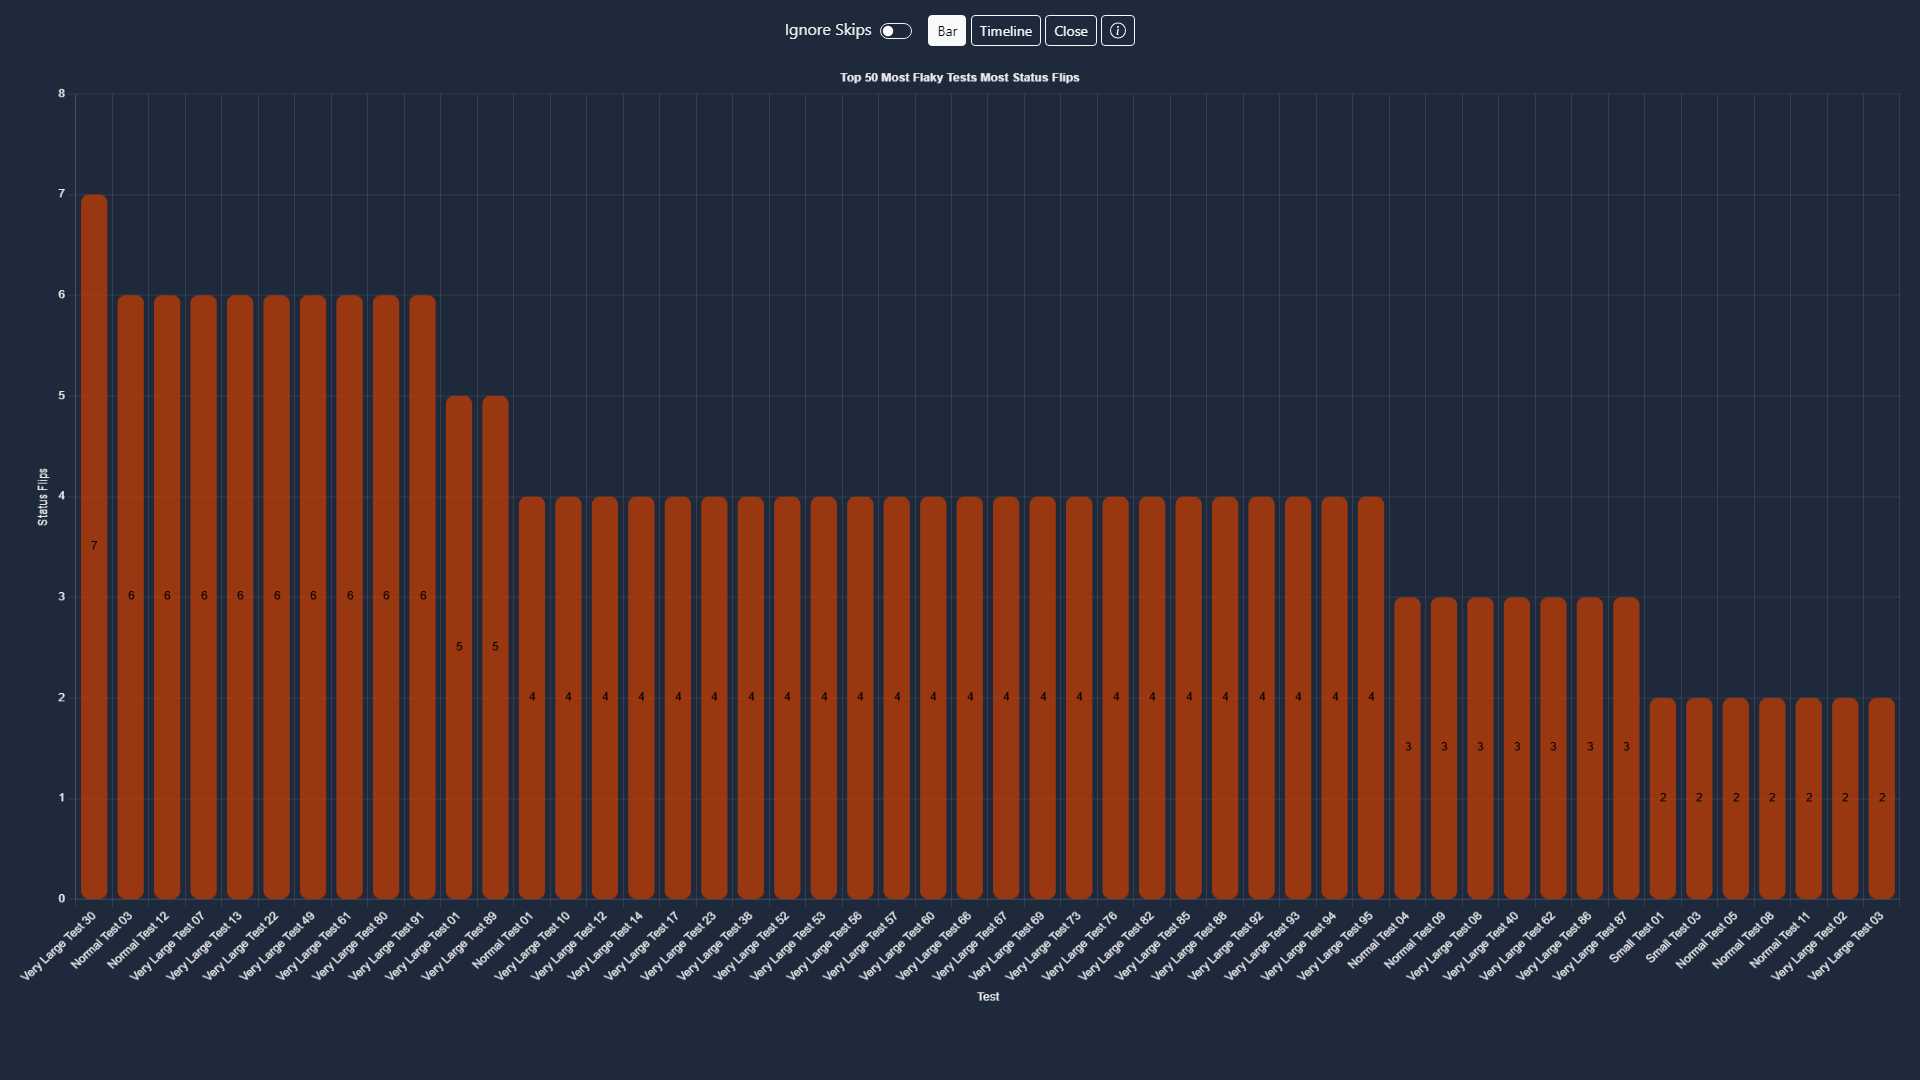 Ignore Skips Bar Timeline Close
Top 50 Most Flaky Tests Most Status Flips
8
7
6
5
4
3
2
1
0
Status Flips
7 6 6 6 6 6 6 6 6 6 5 5 4 4 4 4 4 4 4 4 4 4 4 4 4 4 4 4 4 4 4 4 4 4 4 4 3 3 3 3 3 3 3 2 2 2 2 2 2 2
Very Large Test 30
Normal Test 03
Normal Test 12
Very Large Test 07
Very Large Test 13
Very Large Test 22
Very Large Test 49
Very Large Test 61
Very Large Test 80
Very Large Test 91
Very Large Test 01
Very Large Test 89
Normal Test 01
Very Large Test 10
Very Large Test 12
Very Large Test 14
Very Large Test 17
Very Large Test 23
Very Large Test 38
Very Large Test 52
Very Large Test 53
Very Large Test 56
Very Large Test 57
Very Large Test 60
Very Large Test 66
Very Large Test 67
Very Large Test 69
Very Large Test 73
Very Large Test 76
Very Large Test 82
Very Large Test 85
Very Large Test 88
Very Large Test 92
Very Large Test 93
Very Large Test 94
Very Large Test 95
Normal Test 04
Normal Test 09
Very Large Test 08
Very Large Test 40
Very Large Test 62
Very Large Test 86
Very Large Test 87
Small Test 01
Small Test 03
Normal Test 05
Normal Test 08
Normal Test 11
Very Large Test 02
Very Large Test 03
Test